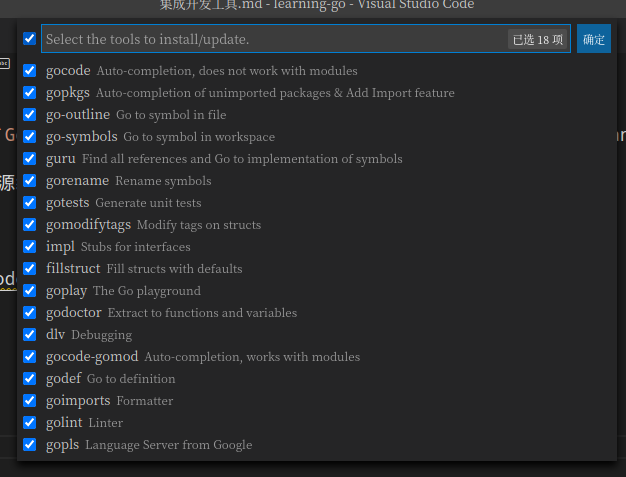 集成开发工具.md - learning-go - Visual Studio Code
Select the tools to install/update. 已选 18 项 确定
gocode Auto-completion, does not work with modules
gopkgs Auto-completion of unimported packages & Add Import feature
go-outline Go to symbol in file
go-symbols Go to symbol in workspace
guru Find all references and Go to implementation of symbols
gorename Rename symbols
源
gotests Generate unit tests
gomodifytags Modify tags on structs
impl Stubs for interfaces
fillstruct Fill structs with defaults
goplay The Go playground
godoctor Extract to functions and variables
dlv Debugging
gocode-gomod Auto-completion, works with modules
godef Go to definition
goimports Formatter
golint Linter
gopls Language Server from Google